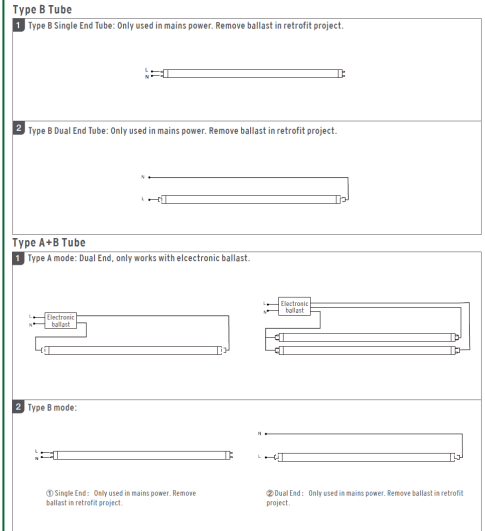 Type B Tube
1 Type B Single End Tube: Only used in mains power. Remove ballast in retrofit project.
L
N
2 Type B Dual End Tube: Only used in mains power. Remove ballast in retrofit project.
N
L
Type A+B Tube
1 Type A mode: Dual End, only works with elcectronic ballast.
L
N
Electronic
ballast
L
N
Electronic
ballast
2 Type B mode:
L
N
N
L
① Single End: Only used in mains power. Remove
ballast in retrofit project.
② Dual End: Only used in mains power. Remove ballast in retrofit
project.